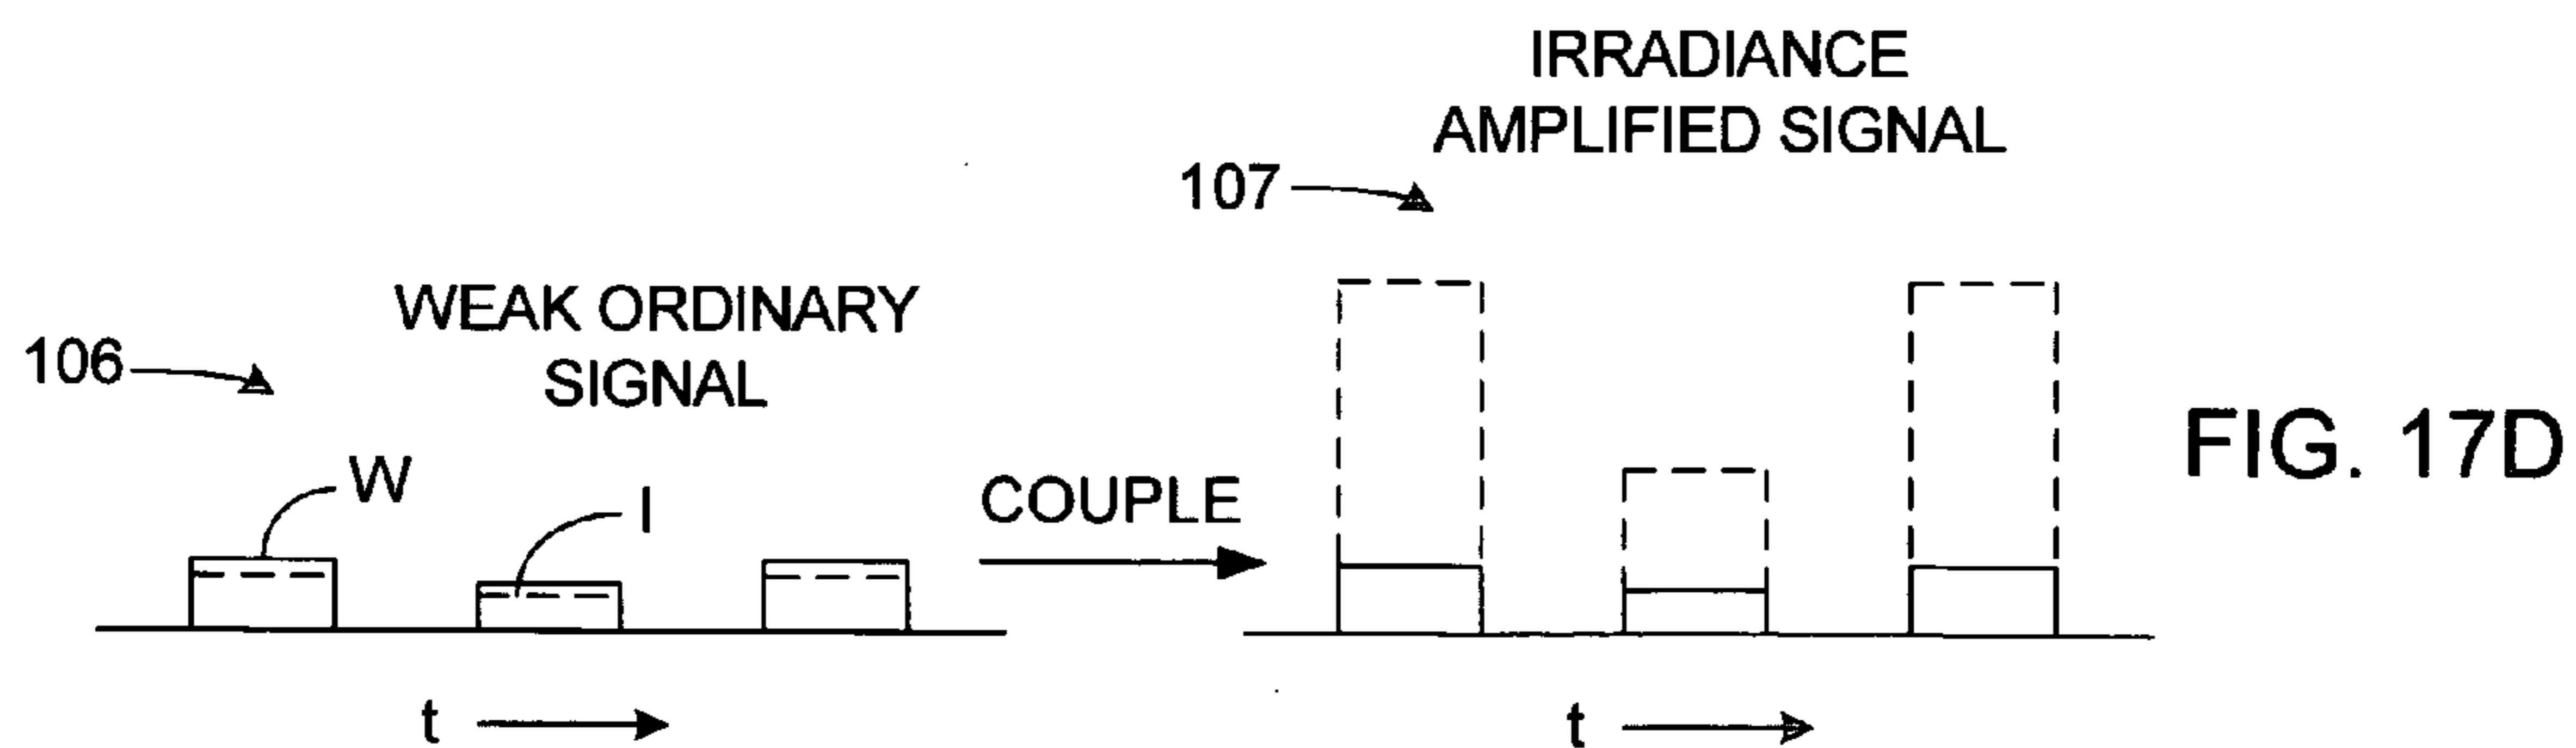 IRRADIANCE
AMPLIFIED SIGNAL
107
WEAK ORDINARY
SIGNAL
106
W
I
COUPLE
FIG. 17D
t
t